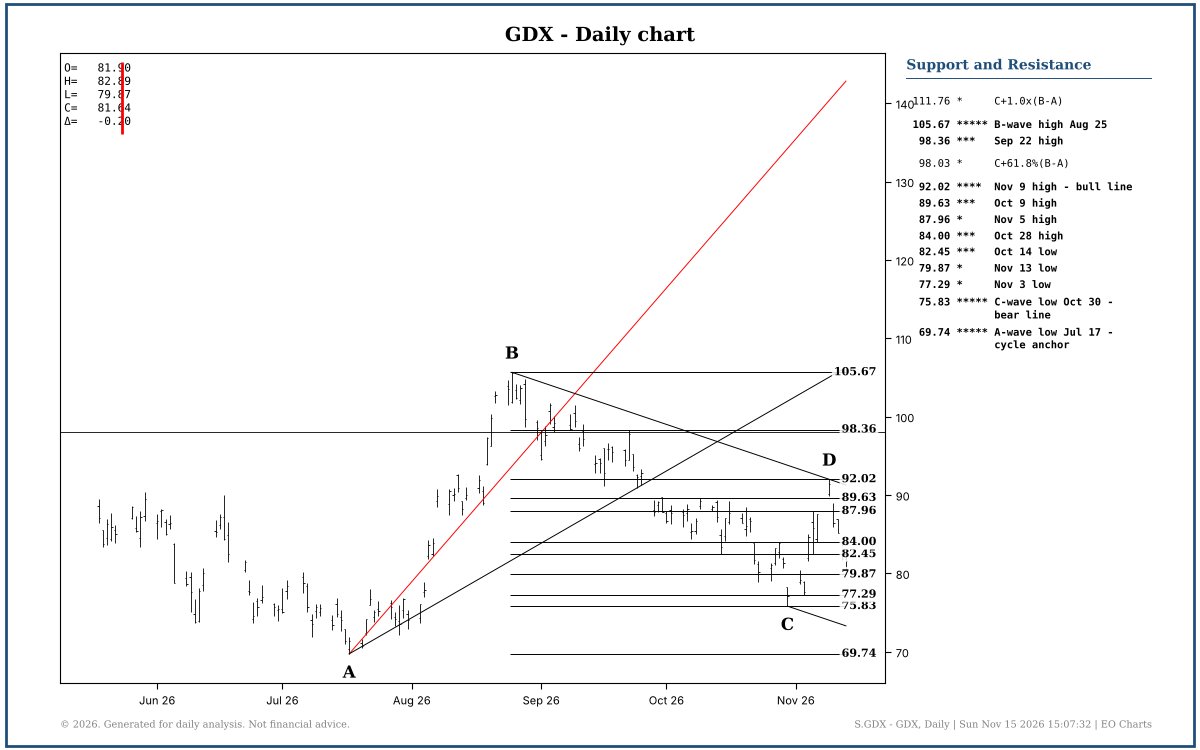 GDX - Daily chart
O= 81.90
H= 82.89
L= 79.87
C= 81.64
Δ= -0.20
Support and Resistance
111.76 * C+1.0x(B-A)
105.67 ***** B-wave high Aug 25
98.36 *** Sep 22 high
98.03 * C+61.8%(B-A)
92.02 **** Nov 9 high - bull line
89.63 *** Oct 9 high
87.96 * Nov 5 high
84.00 *** Oct 28 high
82.45 *** Oct 14 low
79.87 * Nov 13 low
77.29 * Nov 3 low
75.83 ***** C-wave low Oct 30 -
bear line
69.74 ***** A-wave low Jul 17 -
cycle anchor
140
130
120
110
100
90
80
70
B
105.67
98.36
D
92.02
89.63
87.96
84.00
82.45
79.87
77.29
75.83
C
69.74
A
Jun 26
Jul 26
Aug 26
Sep 26
Oct 26
Nov 26
© 2026. Generated for daily analysis. Not financial advice.
S.GDX - GDX, Daily | Sun Nov 15 2026 15:07:32 | EO Charts